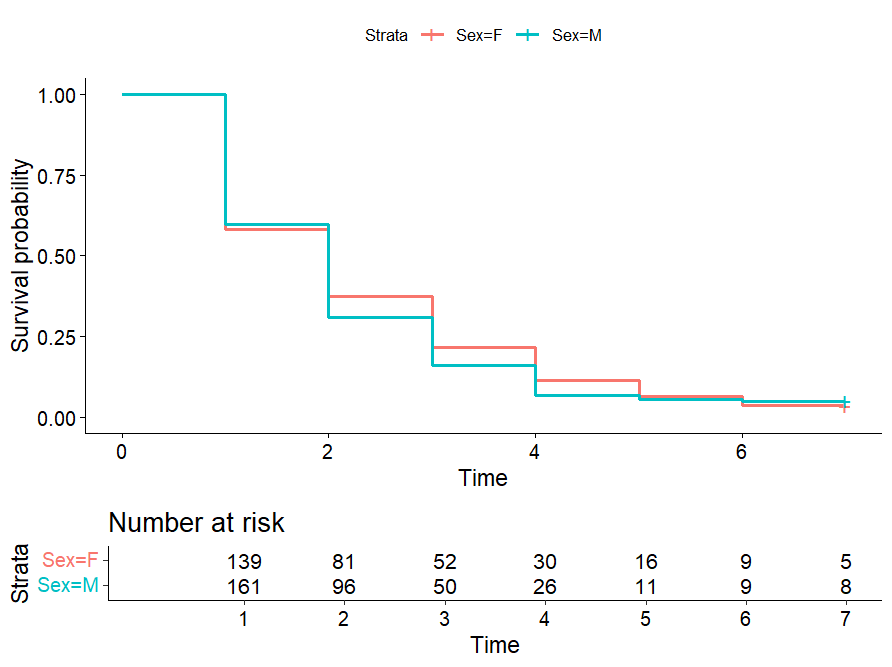 Strata Sex=F Sex=M
Survival probability
1.00
0.75
0.50
0.25
0.00
0 2 4 6
Time
Number at risk
Strata
Sex=F 139 81 52 30 16 9 5
Sex=M 161 96 50 26 11 9 8
1 2 3 4 5 6 7
Time